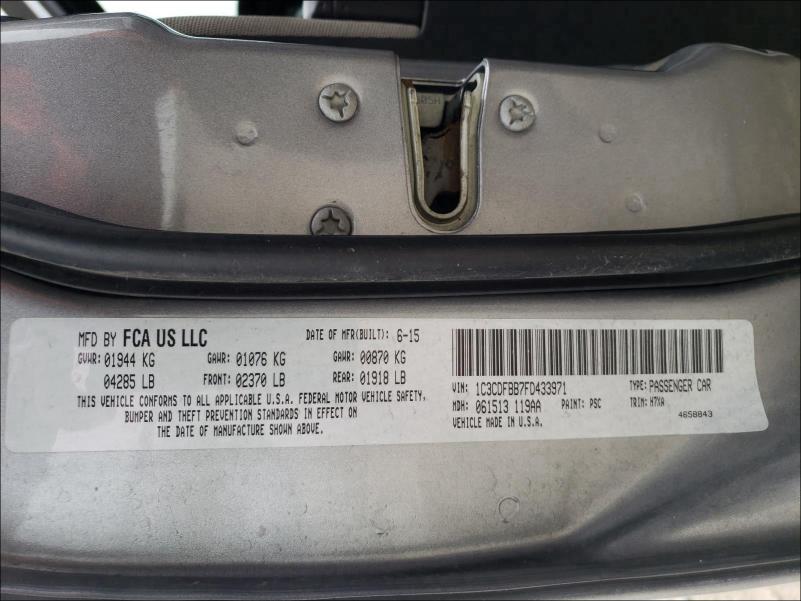 105H
MFD BY FCA US LLC DATE OF MFR(BUILT): 6-15
GVWR: 01944 KG GAWR: 01076 KG GAWR: 00870 KG
04285 LB FRONT: 02370 LB REAR: 01918 LB
THIS VEHICLE CONFORMS TO ALL APPLICABLE U.S.A. FEDERAL MOTOR VEHICLE SAFETY,
BUMPER AND THEFT PREVENTION STANDARDS IN EFFECT ON
THE DATE OF MANUFACTURE SHOWN ABOVE.
VIN: 1C3CDFBB7FD433971 TYPE: PASSENGER CAR
MDH: 061513 119AA PAINT: PSC TRIM: H7XA
VEHICLE MADE IN U.S.A. 4658843